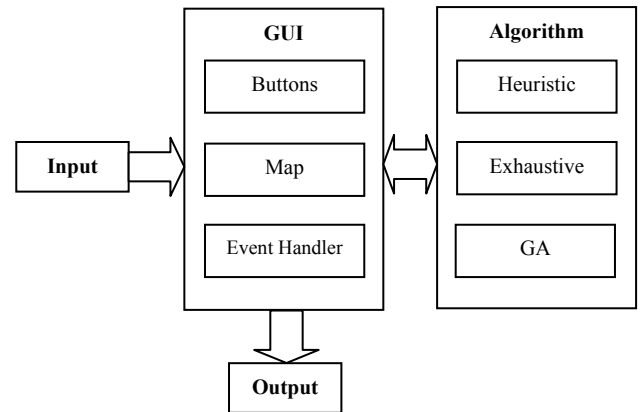 GUI
Buttons
Map
Event Handler
Algorithm
Heuristic
Exhaustive
GA
Input
Output